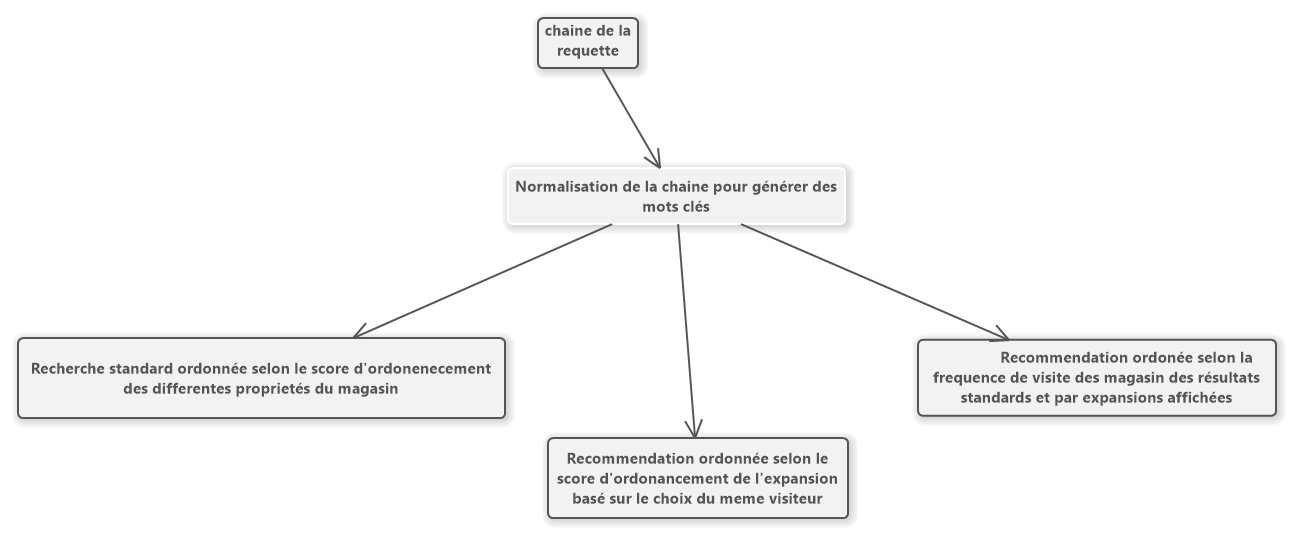 chaine de la
requette
Normalisation de la chaine pour générer des
mots clés
Recherche standard ordonnée selon le score d'ordonenecement
des differentes proprietés du magasin
Recommendation ordonée selon la
frequence de visite des magasin des résultats
standards et par expansions affichées
Recommendation ordonnée selon le
score d'ordonancement de l'expansion
basé sur le choix du meme visiteur